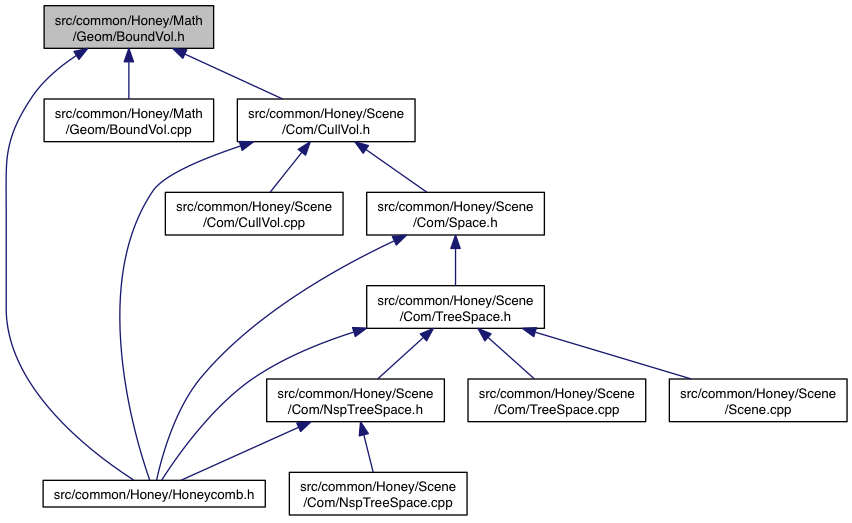 src/common/Honey/Math
/Geom/BoundVol.h
src/common/Honey/Math
/Geom/BoundVol.cpp
src/common/Honey/Scene
/Com/CullVol.h
src/common/Honey/Scene
/Com/CullVol.cpp
src/common/Honey/Scene
/Com/Space.h
src/common/Honey/Scene
/Com/TreeSpace.h
src/common/Honey/Scene
/Com/NspTreeSpace.h
src/common/Honey/Scene
/Com/TreeSpace.cpp
src/common/Honey/Scene
/Scene.cpp
src/common/Honey/Honeycomb.h
src/common/Honey/Scene
/Com/NspTreeSpace.cpp